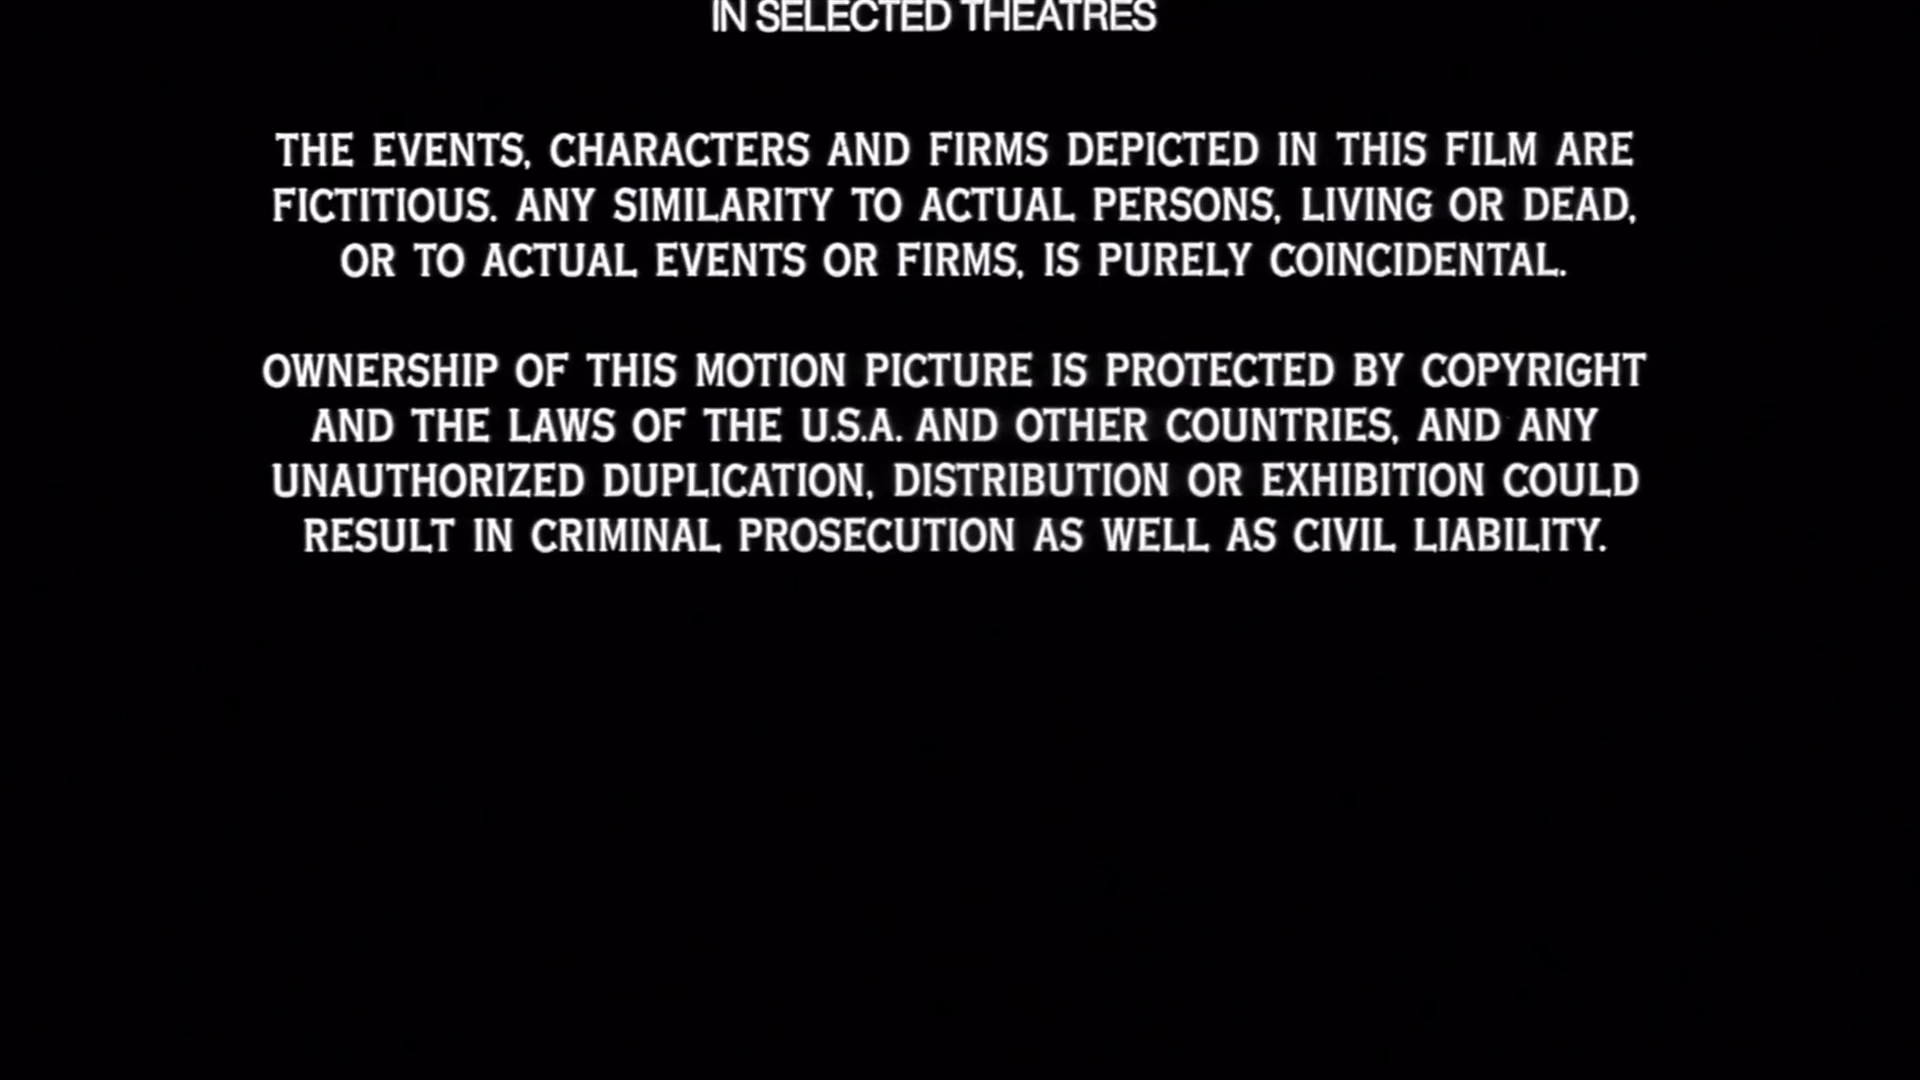 IN SELECTED THEATRES
THE EVENTS, CHARACTERS AND FIRMS DEPICTED IN THIS FILM ARE
FICTITIOUS. ANY SIMILARITY TO ACTUAL PERSONS, LIVING OR DEAD,
OR TO ACTUAL EVENTS OR FIRMS, IS PURELY COINCIDENTAL.
OWNERSHIP OF THIS MOTION PICTURE IS PROTECTED BY COPYRIGHT
AND THE LAWS OF THE U.S.A. AND OTHER COUNTRIES, AND ANY
UNAUTHORIZED DUPLICATION, DISTRIBUTION OR EXHIBITION COULD
RESULT IN CRIMINAL PROSECUTION AS WELL AS CIVIL LIABILITY.